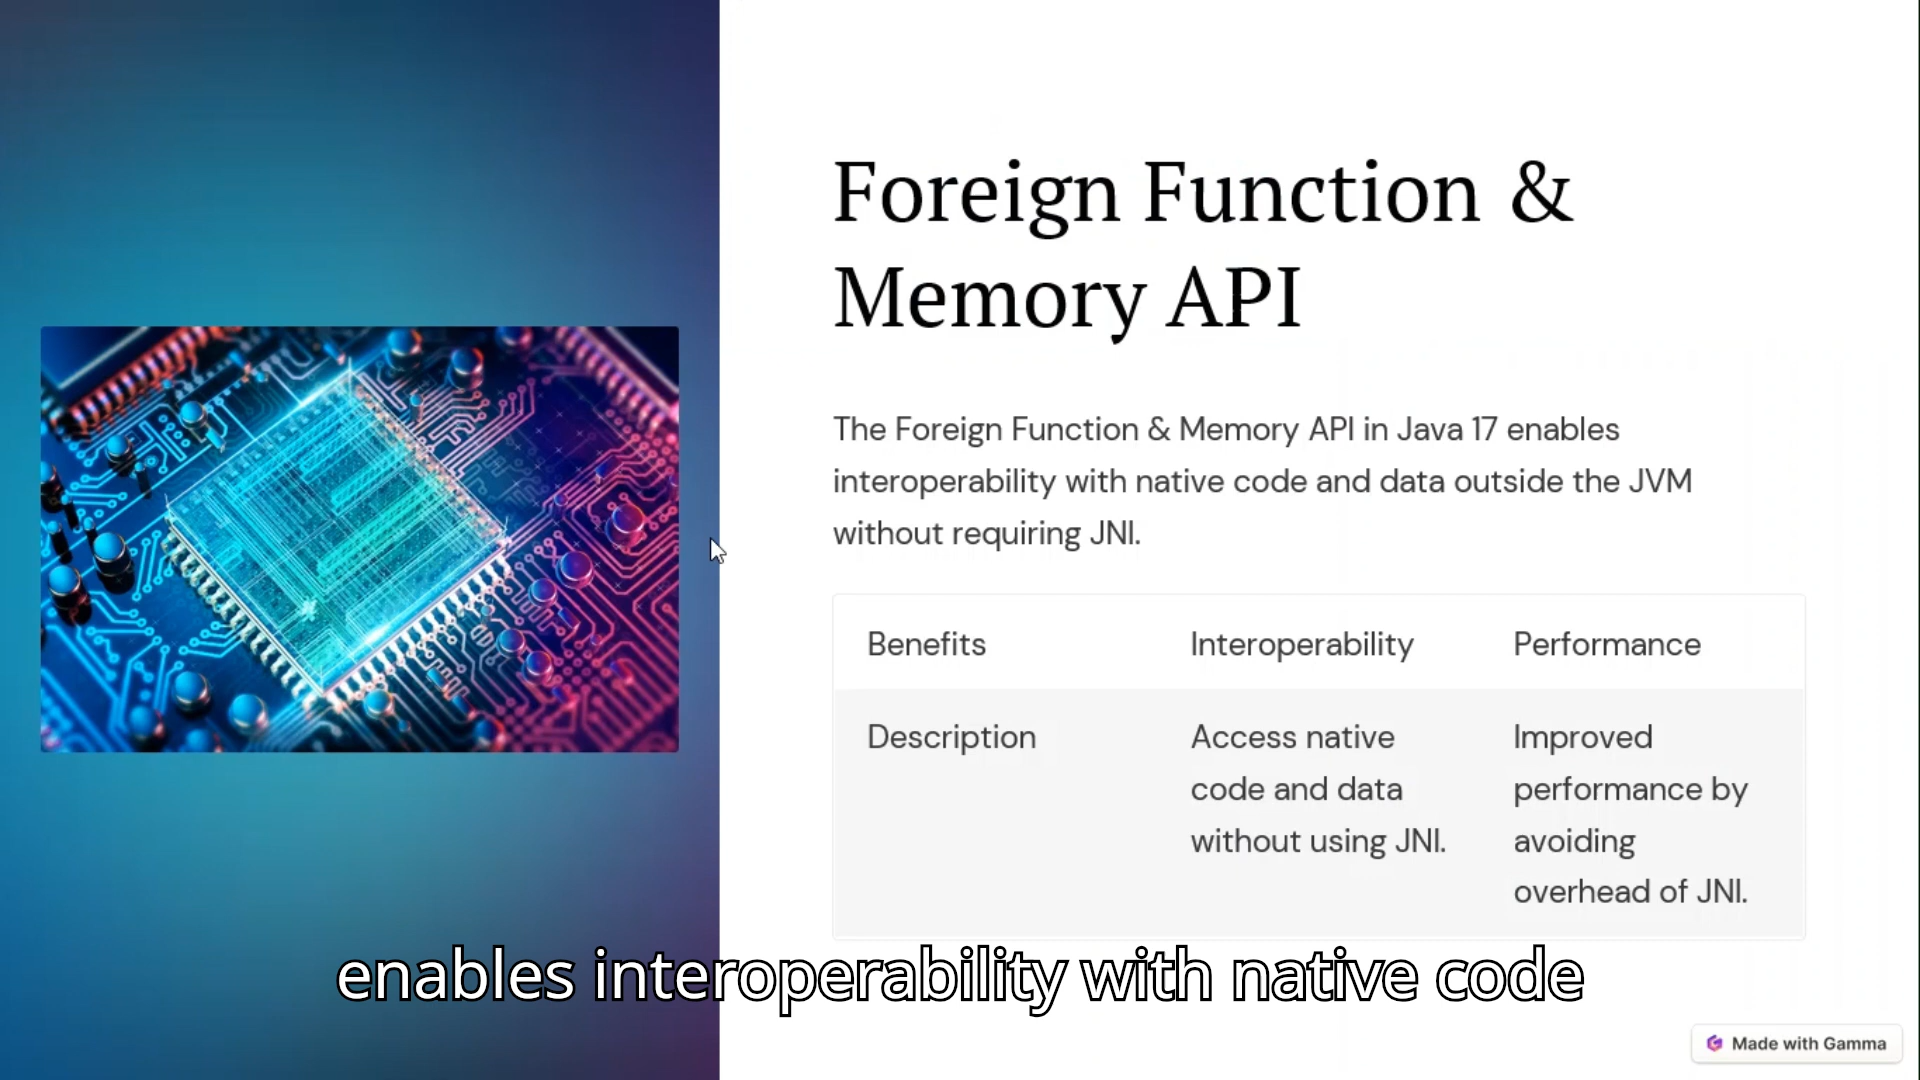 Foreign Function &
Memory API
The Foreign Function & Memory API in Java 17 enables
interoperability with native code and data outside the JVM
without requiring JNI.
Benefits
Interoperability
Performance
Description
Access native
code and data
without using JNI.
Improved
performance by
avoiding
overhead of JNI.
enables interoperability with native code
Made with Gamma